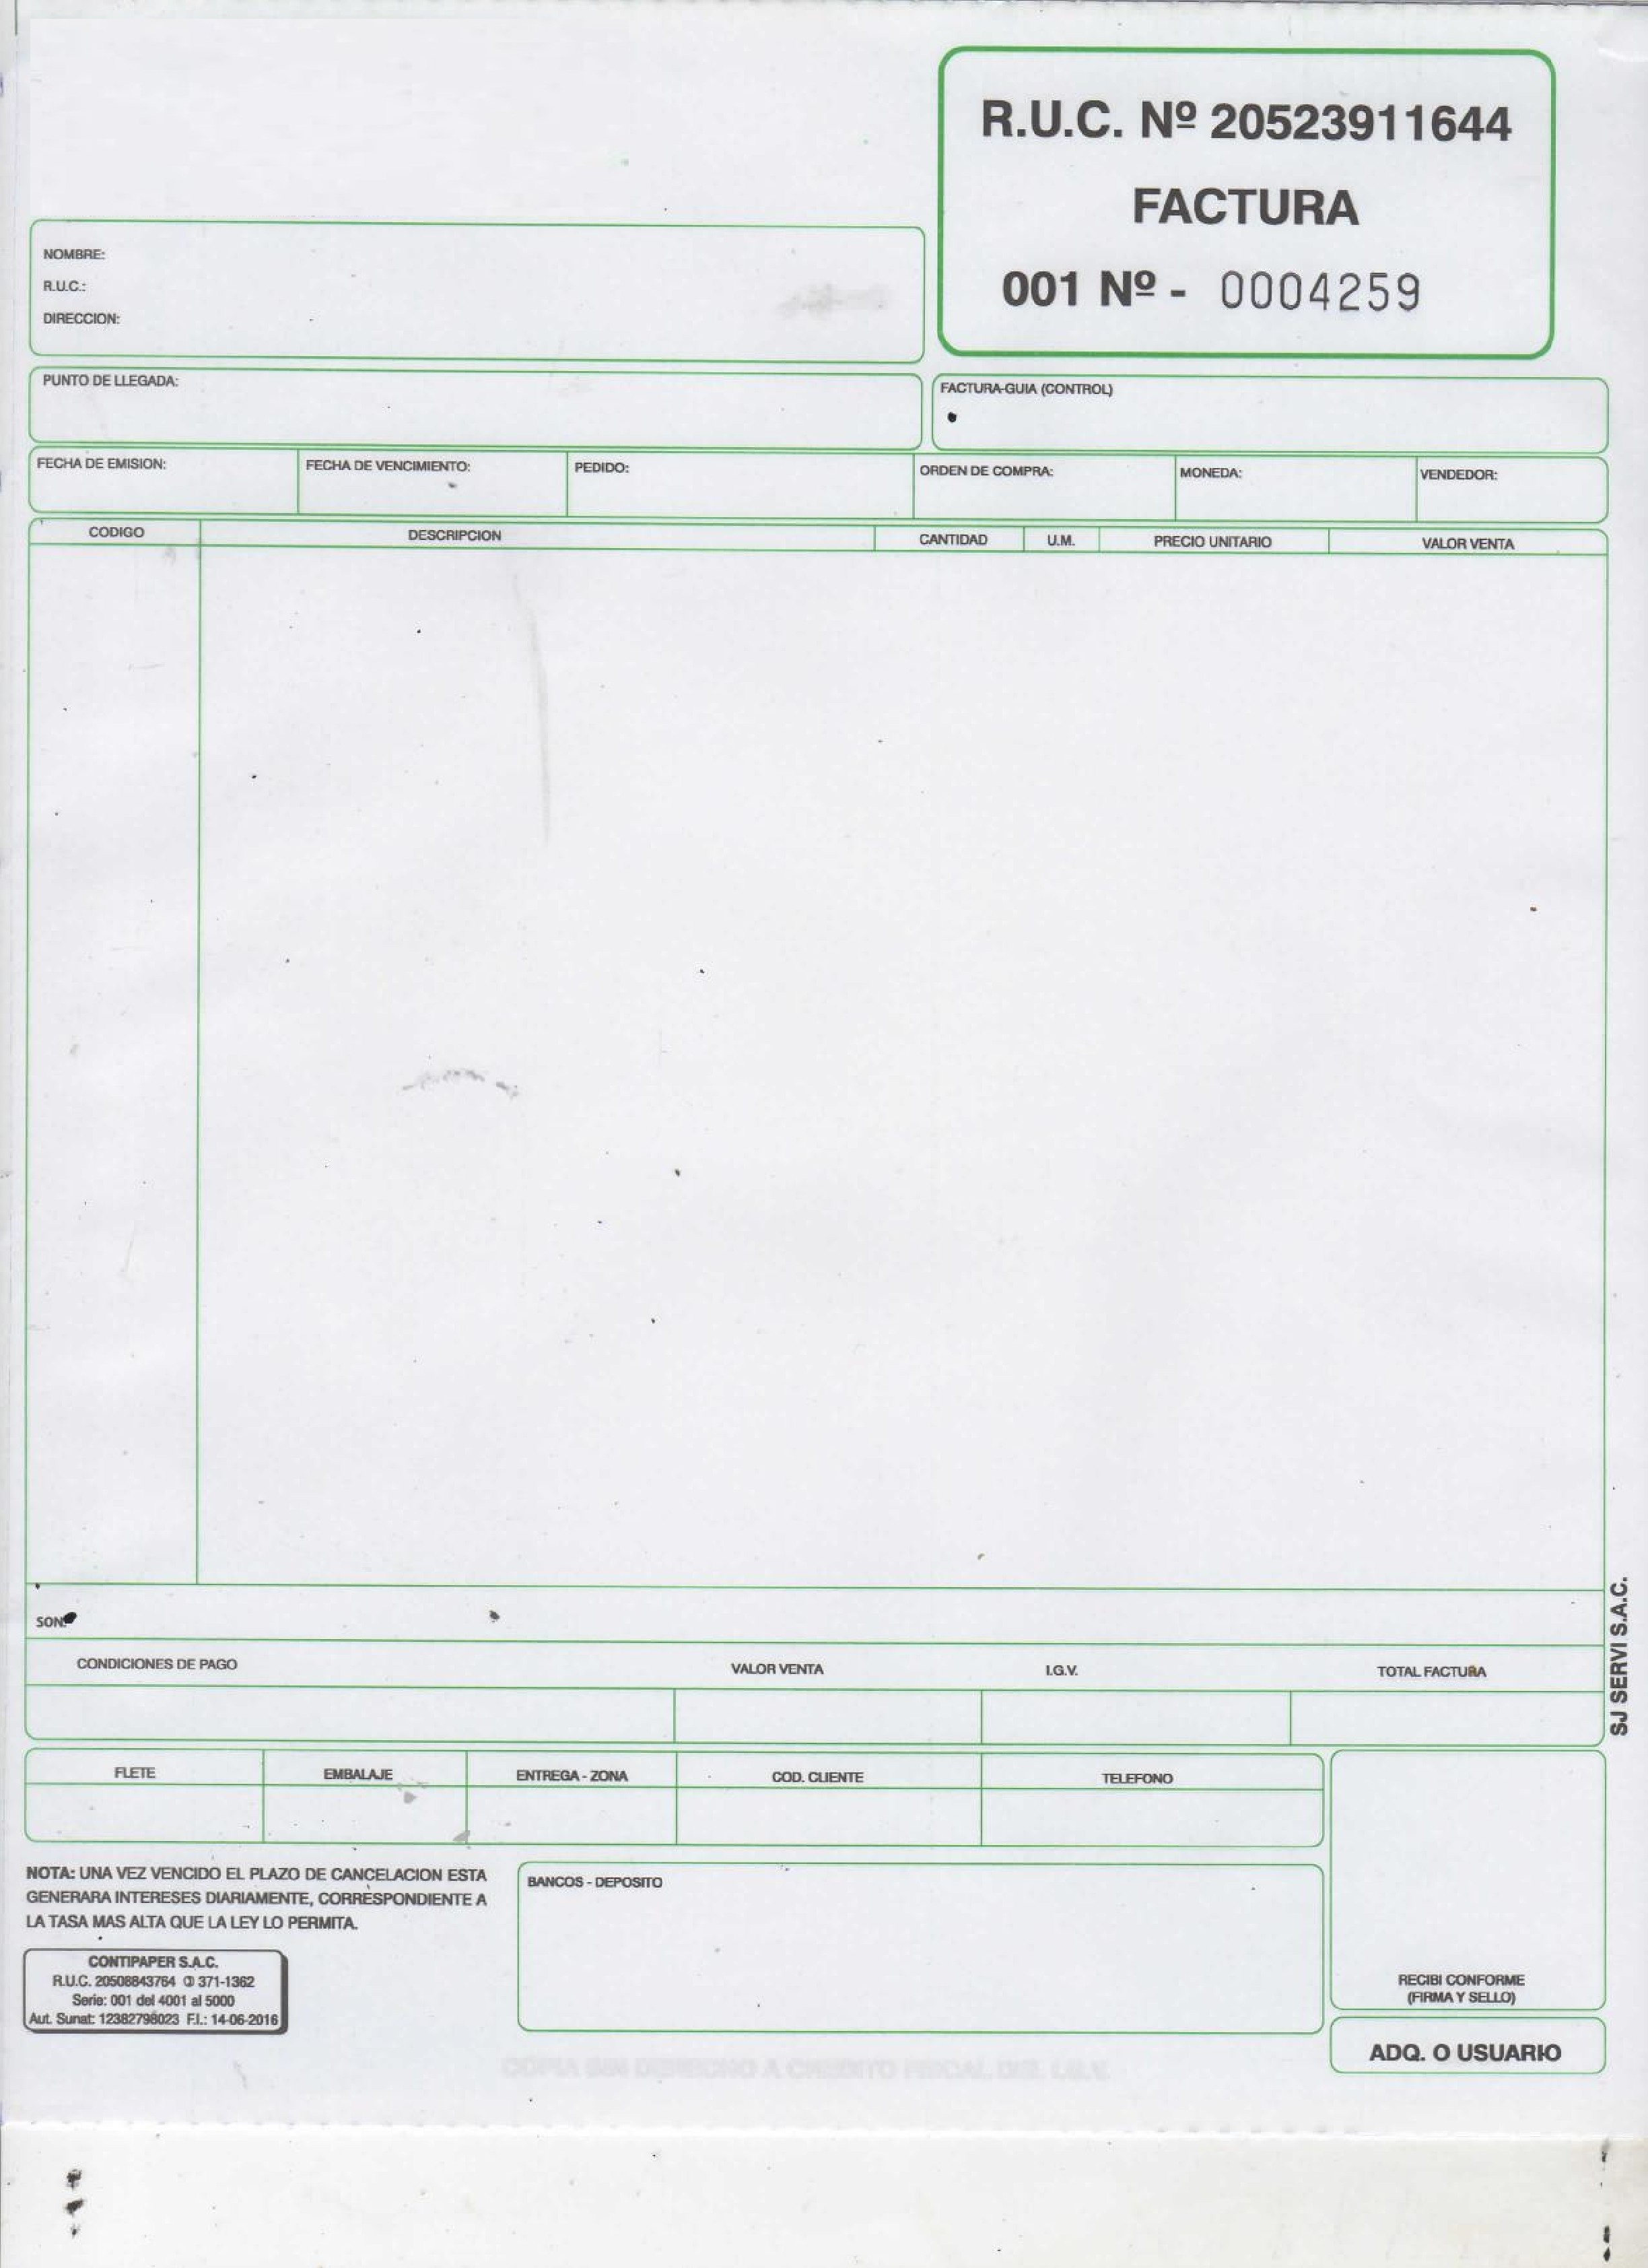 R.U.C. Nº 20523911644
FACTURA
001 Nº - 0004259
NOMBRE:
R.U.C.:
DIRECCION:
PUNTO DE LLEGADA:
FACTURA-GUIA (CONTROL)
FECHA DE EMISION: FECHA DE VENCIMIENTO: PEDIDO: ORDEN DE COMPRA: MONEDA: VENDEDOR:
CODIGO DESCRIPCION CANTIDAD U.M. PRECIO UNITARIO VALOR VENTA
SON:
CONDICIONES DE PAGO VALOR VENTA I.G.V. TOTAL FACTURA
SJ SERVI S.A.C.
FLETE EMBALAJE ENTREGA - ZONA COD. CLIENTE TELEFONO
NOTA: UNA VEZ VENCIDO EL PLAZO DE CANCELACION ESTA
GENERARA INTERESES DIARIAMENTE, CORRESPONDIENTE A
LA TASA MAS ALTA QUE LA LEY LO PERMITA.
BANCOS - DEPOSITO
CONTIPAPER S.A.C.
R.U.C. 20508843764 ✆ 371-1362
Serie: 001 del 4001 al 5000
Aut. Sunat: 12382798023 F.I.: 14-06-2016
RECIBI CONFORME
(FIRMA Y SELLO)
ADQ. O USUARIO
COPIA SIN DERECHO A CREDITO FISCAL DEL I.G.V.